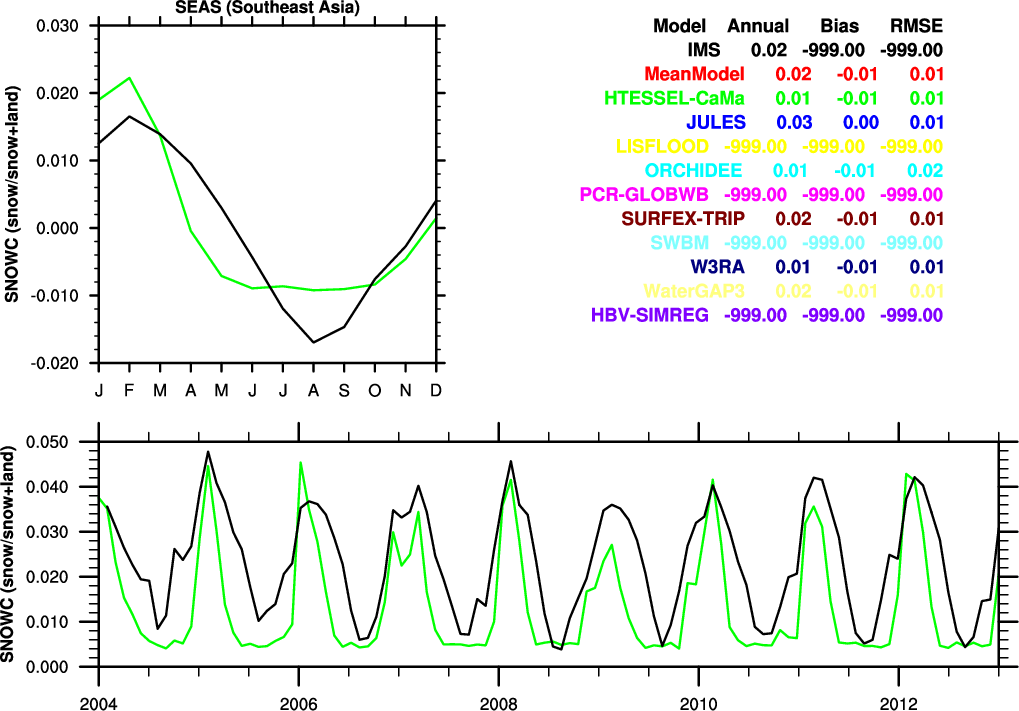 SEAS (Southeast Asia)
0.030
0.020
0.010
0.000
-0.010
-0.020
SNOWC (snow/snow+land)
J F M A M J J A S O N D
Model Annual Bias RMSE
IMS 0.02 -999.00 -999.00
MeanModel 0.02 -0.01 0.01
HTESSEL-CaMa 0.01 -0.01 0.01
JULES 0.03 0.00 0.01
LISFLOOD -999.00 -999.00 -999.00
ORCHIDEE 0.01 -0.01 0.02
PCR-GLOBWB -999.00 -999.00 -999.00
SURFEX-TRIP 0.02 -0.01 0.01
SWBM -999.00 -999.00 -999.00
W3RA 0.01 -0.01 0.01
WaterGAP3 0.02 -0.01 0.01
HBV-SIMREG -999.00 -999.00 -999.00
0.050
0.040
0.030
0.020
0.010
0.000
SNOWC (snow/snow+land)
2004 2006 2008 2010 2012